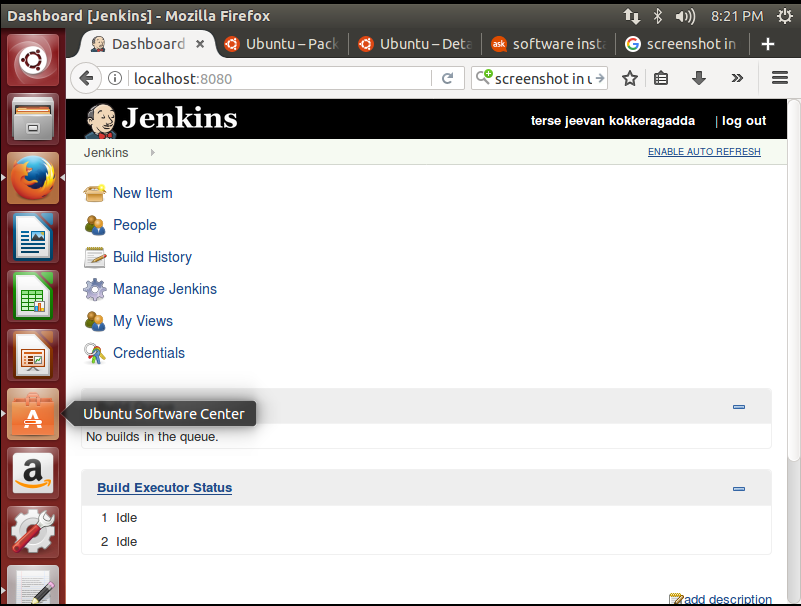 Dashboard [Jenkins] - Mozilla Firefox
8:21 PM
Dashboard
Ubuntu – Pack
Ubuntu – Deta
ask
software insta
screenshot in
localhost:8080
screenshot in u
Jenkins
terse jeevan kokkeragadda
| log out
Jenkins
ENABLE AUTO REFRESH
New Item
People
Build History
Manage Jenkins
My Views
Credentials
Ubuntu Software Center
No builds in the queue.
Build Executor Status
1 Idle
2 Idle
add description